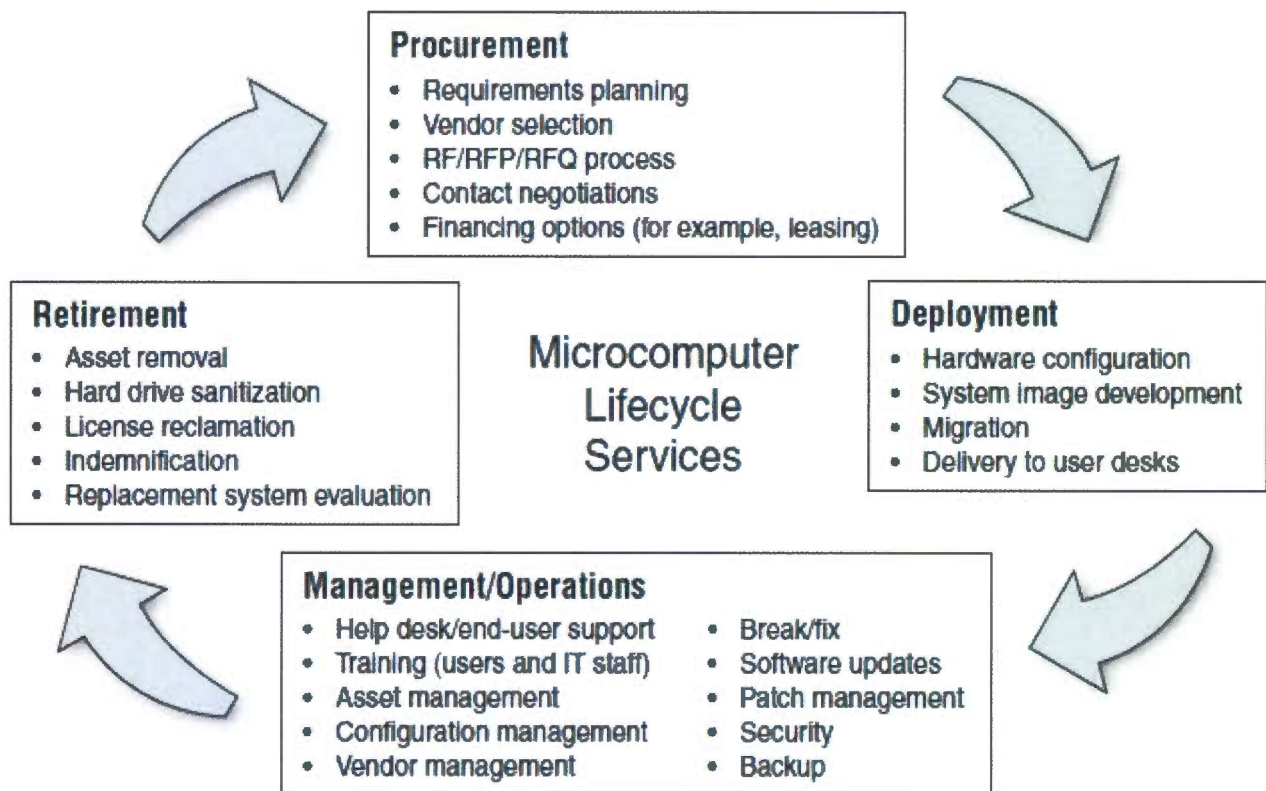 Procurement
• Requirements planning
• Vendor selection
• RF/RFP/RFQ process
• Contact negotiations
• Financing options (for example, leasing)
Retirement
• Asset removal
• Hard drive sanitization
• License reclamation
• Indemnification
• Replacement system evaluation
Microcomputer
Lifecycle
Services
Deployment
• Hardware configuration
• System image development
• Migration
• Delivery to user desks
Management/Operations
• Help desk/end-user support
• Training (users and IT staff)
• Asset management
• Configuration management
• Vendor management
• Break/fix
• Software updates
• Patch management
• Security
• Backup